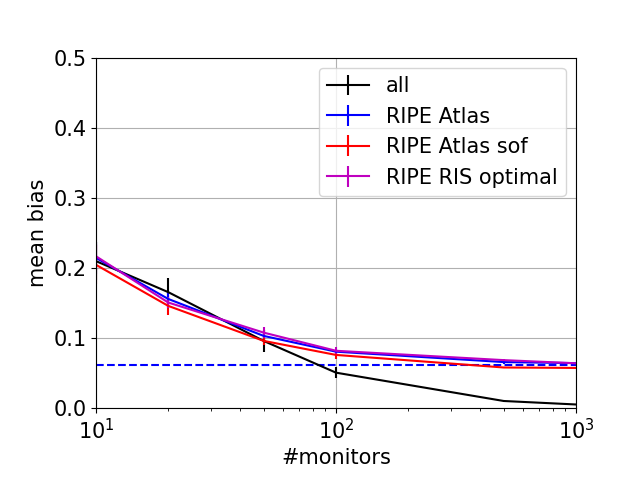 0.5
0.4
0.3
0.2
0.1
0.0
mean bias
all
RIPE Atlas
RIPE Atlas sof
RIPE RIS optimal
10¹
10²
10³
#monitors